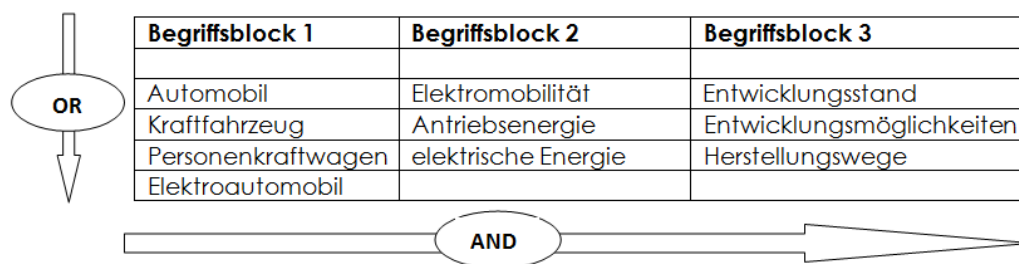 Begriffsblock 1 Begriffsblock 2 Begriffsblock 3
OR
Automobil Elektromobilität Entwicklungsstand
Kraftfahrzeug Antriebsenergie Entwicklungsmöglichkeiten
Personenkraftwagen elektrische Energie Herstellungswege
Elektroautomobil
AND